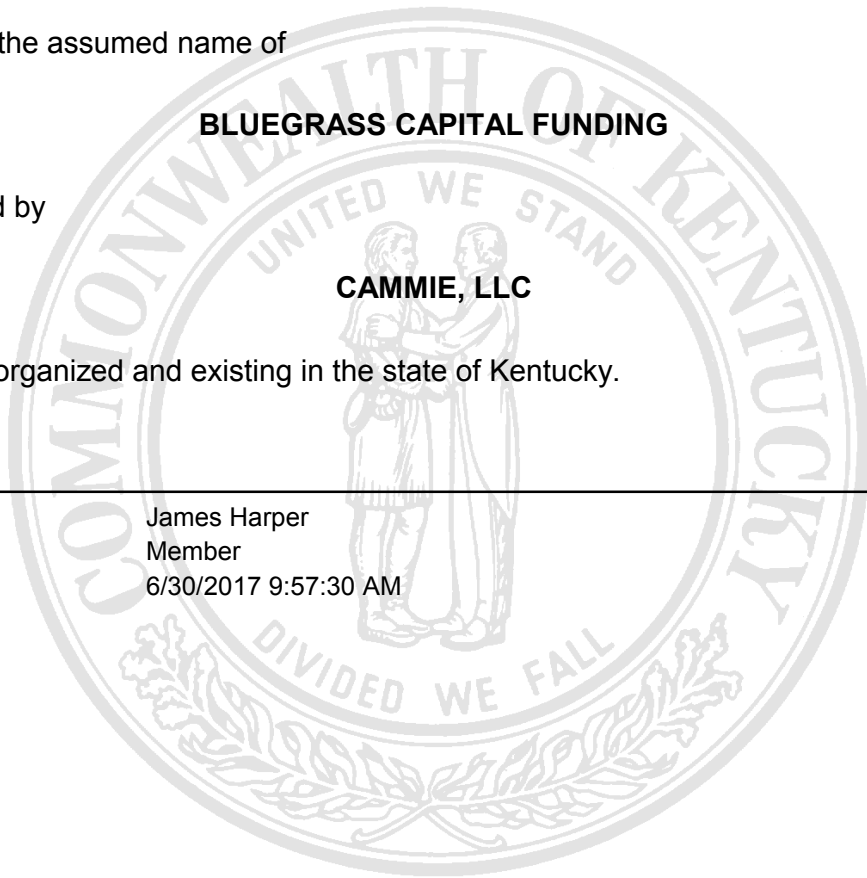 the assumed name of
BLUEGRASS CAPITAL FUNDING
d by
CAMMIE, LLC
organized and existing in the state of Kentucky.
James Harper
Member
6/30/2017 9:57:30 AM
COMMONWEALTH OF KENTUCKY
UNITED WE STAND
DIVIDED WE FALL